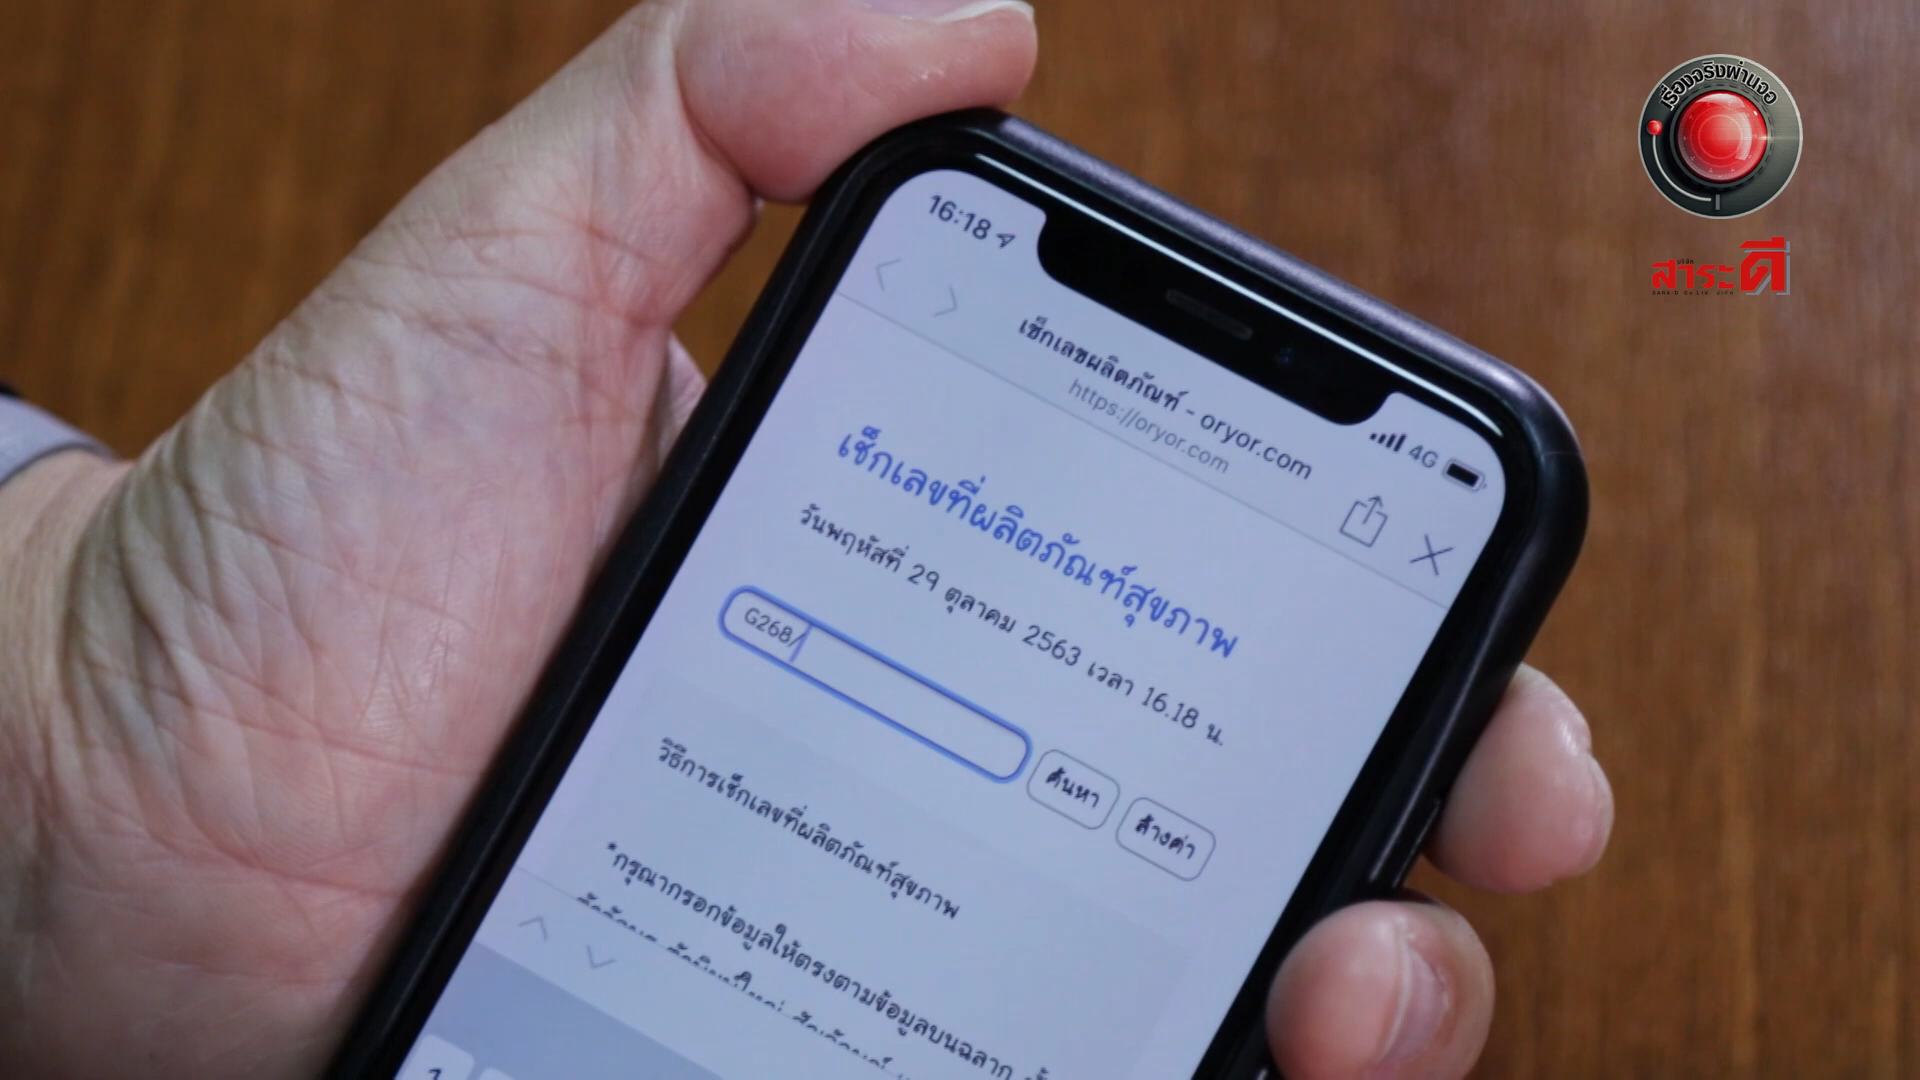 เรื่องจริงผ่านจอ
บริษัท
สาระดี
16:18
4G
เช็กเลขผลิตภัณฑ์ - oryor.com
https://oryor.com
เช็กเลขที่ผลิตภัณฑ์สุขภาพ
วันพฤหัสที่ 29 ตุลาคม 2563 เวลา 16.18 น.
G268/
ค้นหา
ล้างค่า
วิธีการเช็กเลขที่ผลิตภัณฑ์สุขภาพ
*กรุณากรอกข้อมูลให้ตรงตามข้อมูลบนฉลาก
1